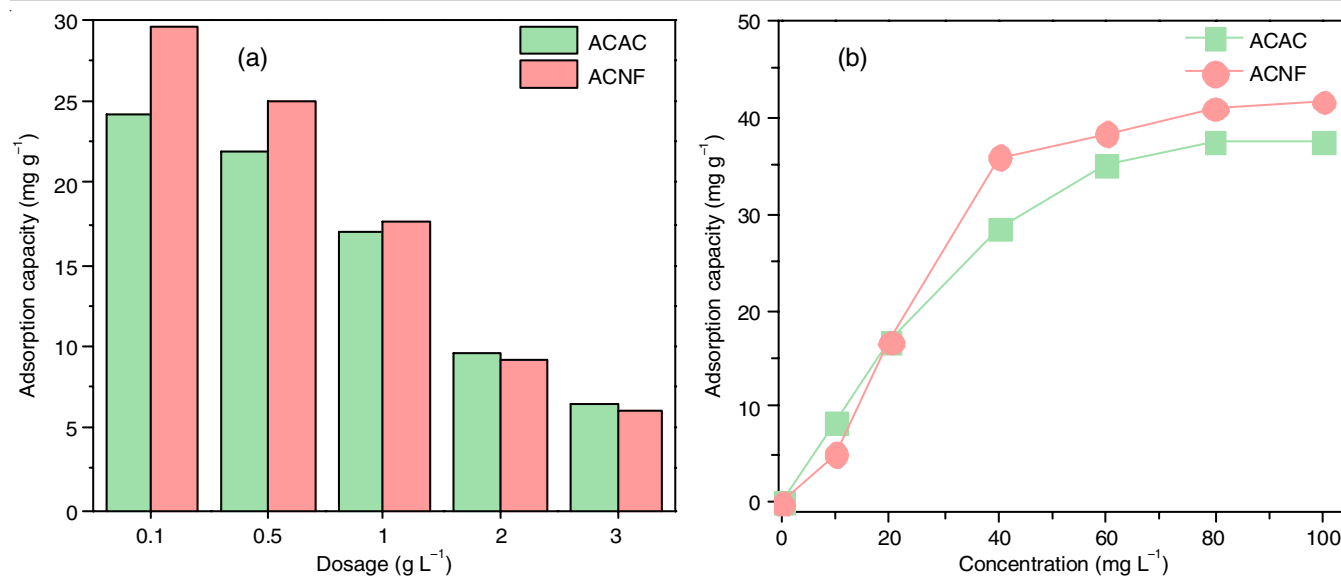 (a)
ACAC
ACNF
Adsorption capacity (mg g⁻¹)
30
25
20
15
10
5
0
0.1 0.5 1 2 3
Dosage (g L⁻¹)
(b)
ACAC
ACNF
Adsorption capacity (mg g⁻¹)
50
40
30
20
10
0
0 20 40 60 80 100
Concentration (mg L⁻¹)